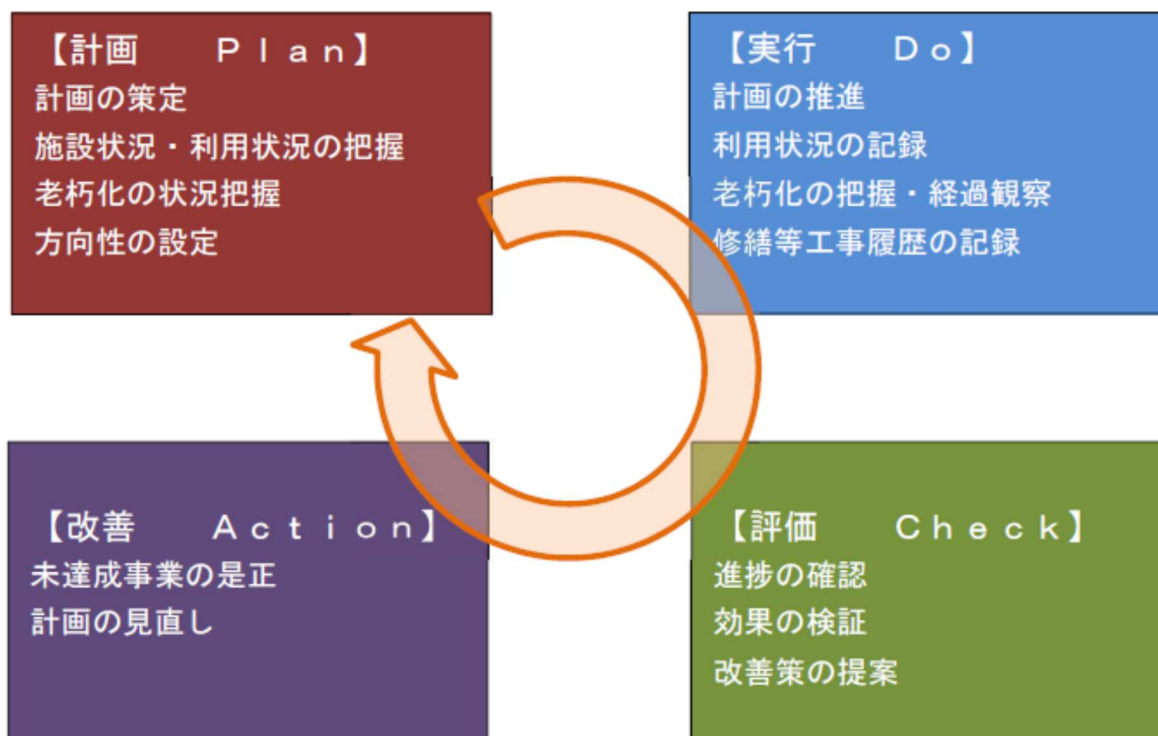 【計画　　Ｐｌａｎ】
計画の策定
施設状況・利用状況の把握
老朽化の状況把握
方向性の設定
【実行　　Ｄｏ】
計画の推進
利用状況の記録
老朽化の把握・経過観察
修繕等工事履歴の記録
【改善　　Ａｃｔｉｏｎ】
未達成事業の是正
計画の見直し
【評価　　Ｃｈｅｃｋ】
進捗の確認
効果の検証
改善策の提案